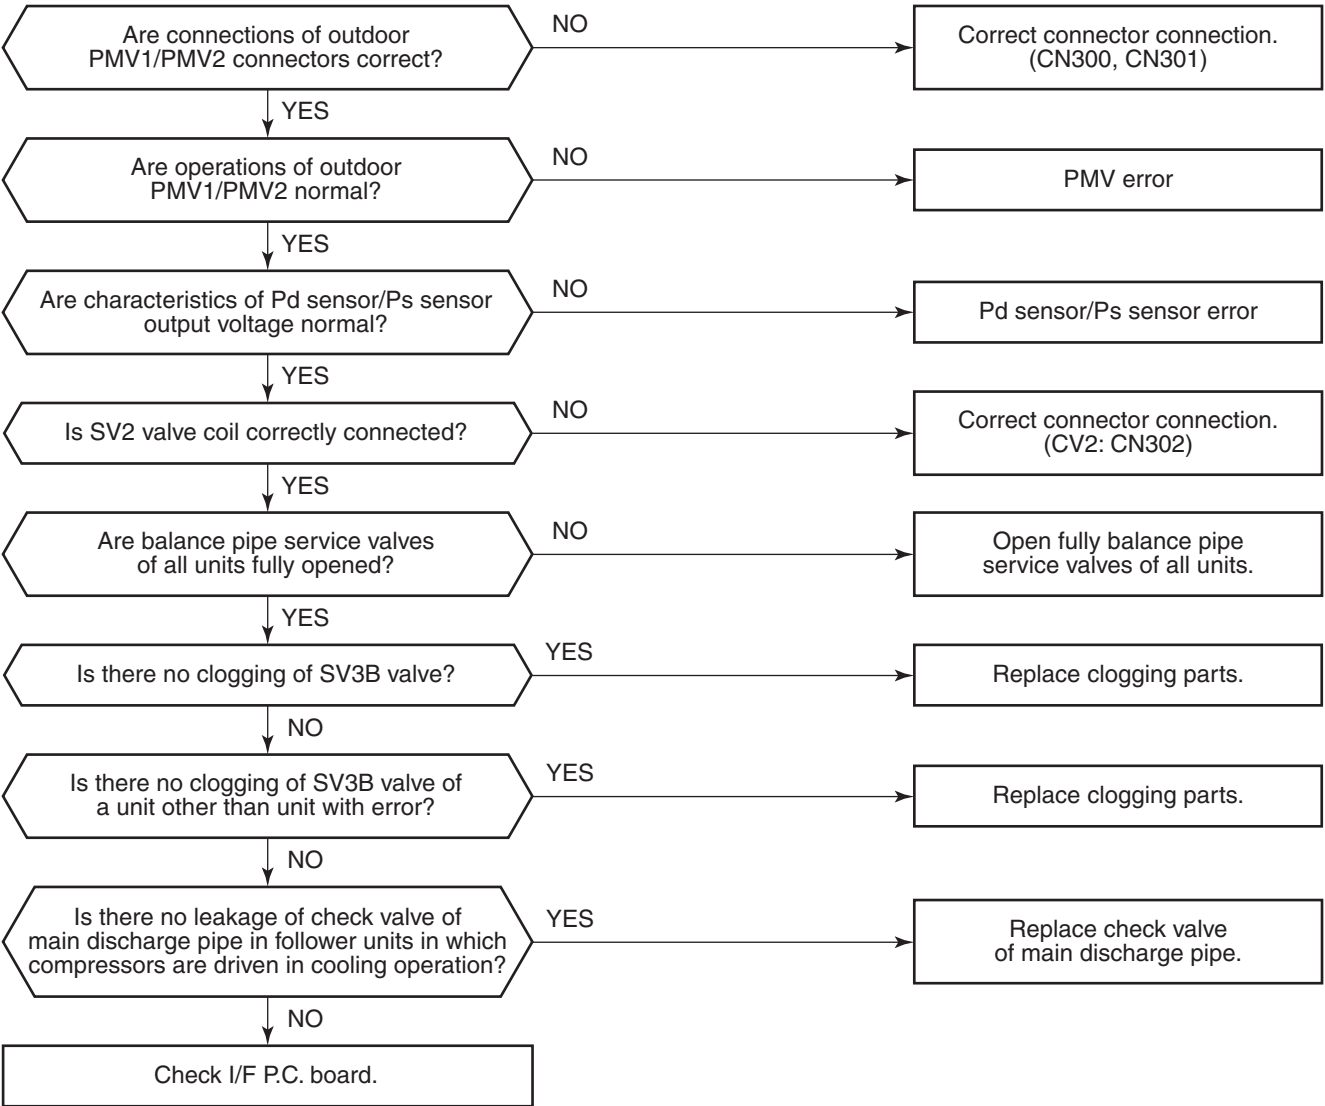 Are connections of outdoor
PMV1/PMV2 connectors correct?
NO
Correct connector connection.
(CN300, CN301)
YES
Are operations of outdoor
PMV1/PMV2 normal?
NO
PMV error
YES
Are characteristics of Pd sensor/Ps sensor
output voltage normal?
NO
Pd sensor/Ps sensor error
YES
Is SV2 valve coil correctly connected?
NO
Correct connector connection.
(CV2: CN302)
YES
Are balance pipe service valves
of all units fully opened?
NO
Open fully balance pipe
service valves of all units.
YES
Is there no clogging of SV3B valve?
YES
Replace clogging parts.
NO
Is there no clogging of SV3B valve of
a unit other than unit with error?
YES
Replace clogging parts.
NO
Is there no leakage of check valve of
main discharge pipe in follower units in which
compressors are driven in cooling operation?
YES
Replace check valve
of main discharge pipe.
NO
Check I/F P.C. board.